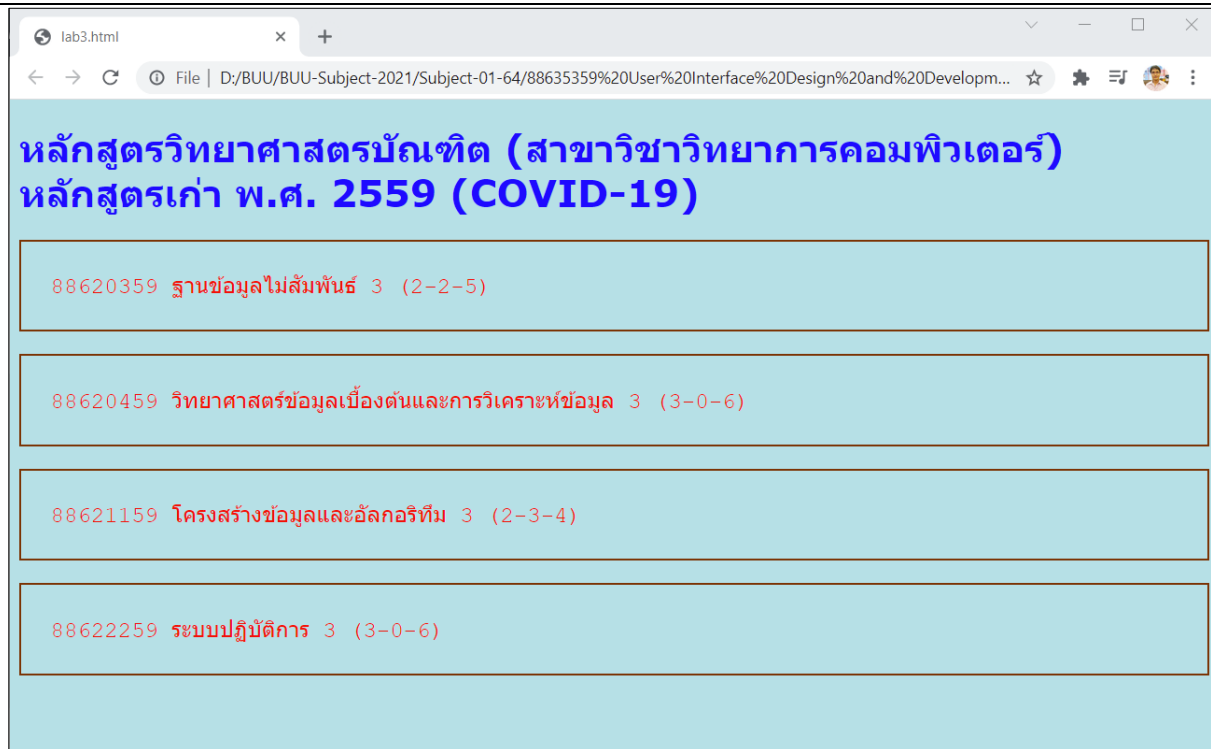 lab3.html
File | D:/BUU/BUU-Subject-2021/Subject-01-64/88635359%20User%20Interface%20Design%20and%20Developm...
หลักสูตรวิทยาศาสตรบัณฑิต (สาขาวิชาวิทยาการคอมพิวเตอร์)
หลักสูตรเก่า พ.ศ. 2559 (COVID-19)
88620359 ฐานข้อมูลไม่สัมพันธ์ 3 (2-2-5)
88620459 วิทยาศาสตร์ข้อมูลเบื้องต้นและการวิเคราะห์ข้อมูล 3 (3-0-6)
88621159 โครงสร้างข้อมูลและอัลกอริทึม 3 (2-3-4)
88622259 ระบบปฏิบัติการ 3 (3-0-6)